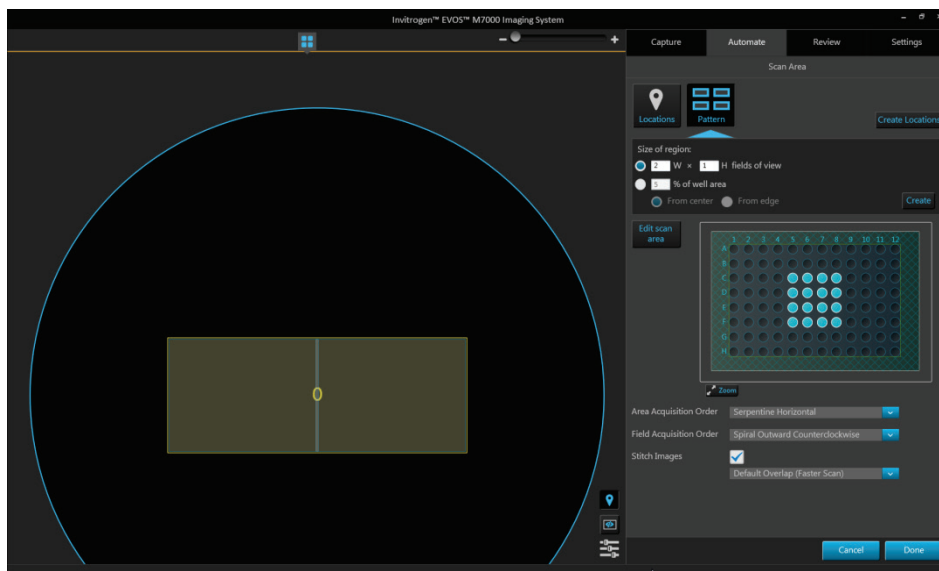 Invitrogen™ EVOS™ M7000 Imaging System
Capture Automate Review Settings
Scan Area
Locations Pattern Create Locations
Size of region:
2 W × 1 H fields of view
5 % of well area
From center From edge Create
Edit scan
area
1 2 3 4 5 6 7 8 9 10 11 12
A
B
C
D
E
F
G
H
0
Zoom
Area Acquisition Order Serpentine Horizontal
Field Acquisition Order Spiral Outward Counterclockwise
Stitch Images
Default Overlap (Faster Scan)
Cancel Done